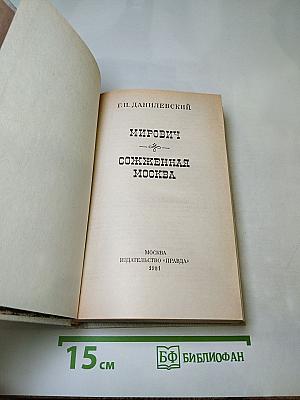 Г.П. ДАНИЛЕВСКИЙ
МИРОВИЧ
СОЖЖЕННАЯ
МОСКВА
МОСКВА
ИЗДАТЕЛЬСТВО «ПРАВДА»
1981
15 см
БФ БИБЛИОФАН